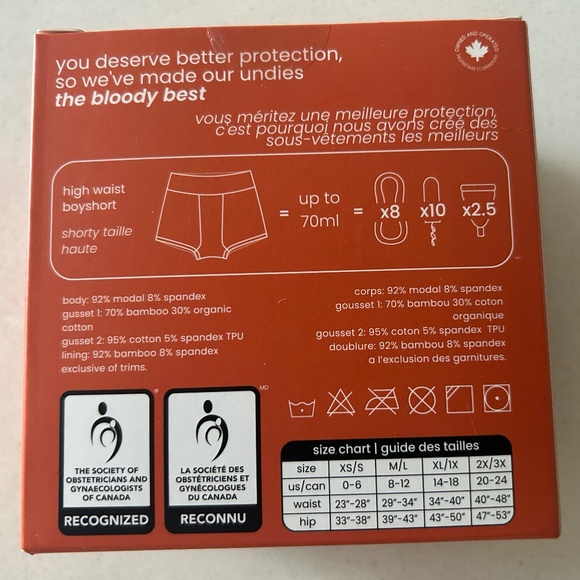 you deserve better protection,
so we've made our undies
the bloody best
OWNED AND OPERATED
vous méritez une meilleure protection,
c'est pourquoi nous avons créé des
sous-vêtements les meilleurs
high waist
boyshort
shorty taille
haute
=
up to
70ml
=
x8
x10
x2.5
body: 92% modal 8% spandex
gusset 1: 70% bamboo 30% organic
cotton
gusset 2: 95% cotton 5% spandex TPU
lining: 92% bamboo 8% spandex
exclusive of trims.
corps: 92% modal 8% spandex
gousset 1: 70% bambou 30% coton
organique
gousset 2: 95% coton 5% spandex TPU
doublure: 92% bambou 8% spandex
a l'exclusion des garnitures.
THE SOCIETY OF
OBSTETRICIANS AND
GYNAECOLOGISTS
OF CANADA
RECOGNIZED
®
LA SOCIÉTÉ DES
OBSTÉTRICIENS ET
GYNÉCOLOGUES
DU CANADA
RECONNU
MD
size chart | guide des tailles
size XS/S M/L XL/1X 2X/3X
us/can 0-6 8-12 14-18 20-24
waist 23"-28" 29"-34" 34"-40" 40"-48"
hip 33"-38" 39"-43" 43"-50" 47"-53"